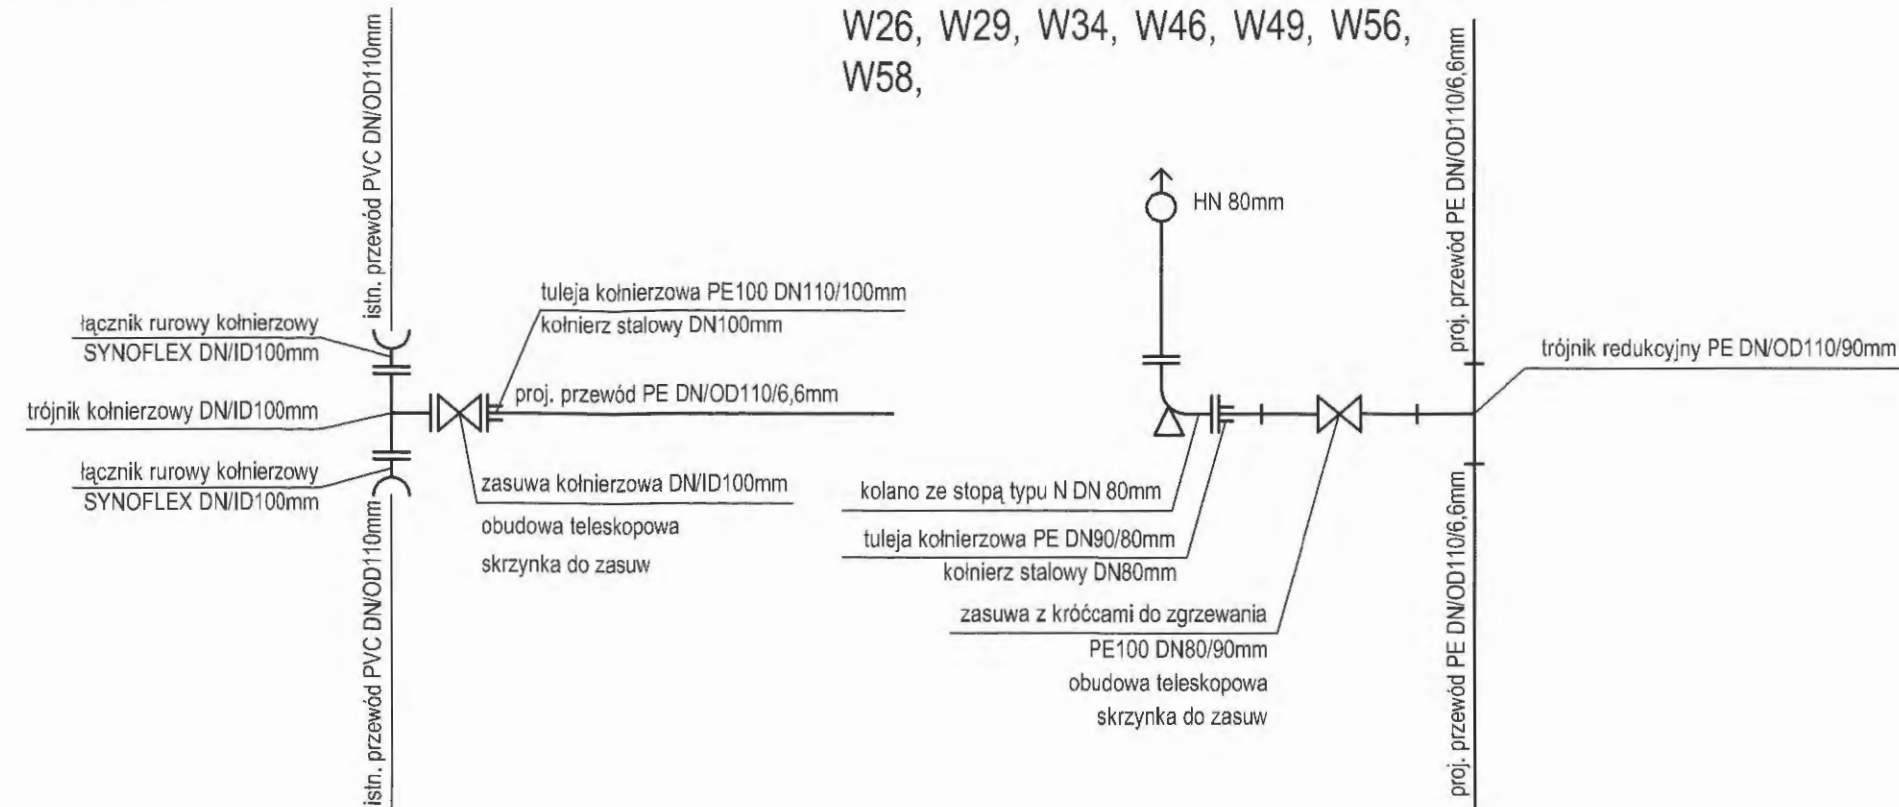 W26, W29, W34, W46, W49, W56,
W58,
istn. przewód PVC DN/OD110mm
łącznik rurowy kołnierzowy
SYNOFLEX DN/ID100mm
trójnik kołnierzowy DN/ID100mm
łącznik rurowy kołnierzowy
SYNOFLEX DN/ID100mm
istn. przewód PVC DN/OD110mm
tuleja kołnierzowa PE100 DN110/100mm
kołnierz stalowy DN100mm
proj. przewód PE DN/OD110/6,6mm
zasuwa kołnierzowa DN/ID100mm
obudowa teleskopowa
skrzynka do zasuw
HN 80mm
proj. przewód PE DN/OD110/6,6mm
trójnik redukcyjny PE DN/OD110/90mm
kolano ze stopą typu N DN 80mm
tuleja kołnierzowa PE DN90/80mm
kołnierz stalowy DN80mm
zasuwa z króćcami do zgrzewania
PE100 DN80/90mm
obudowa teleskopowa
skrzynka do zasuw
proj. przewód PE DN/OD110/6,6mm